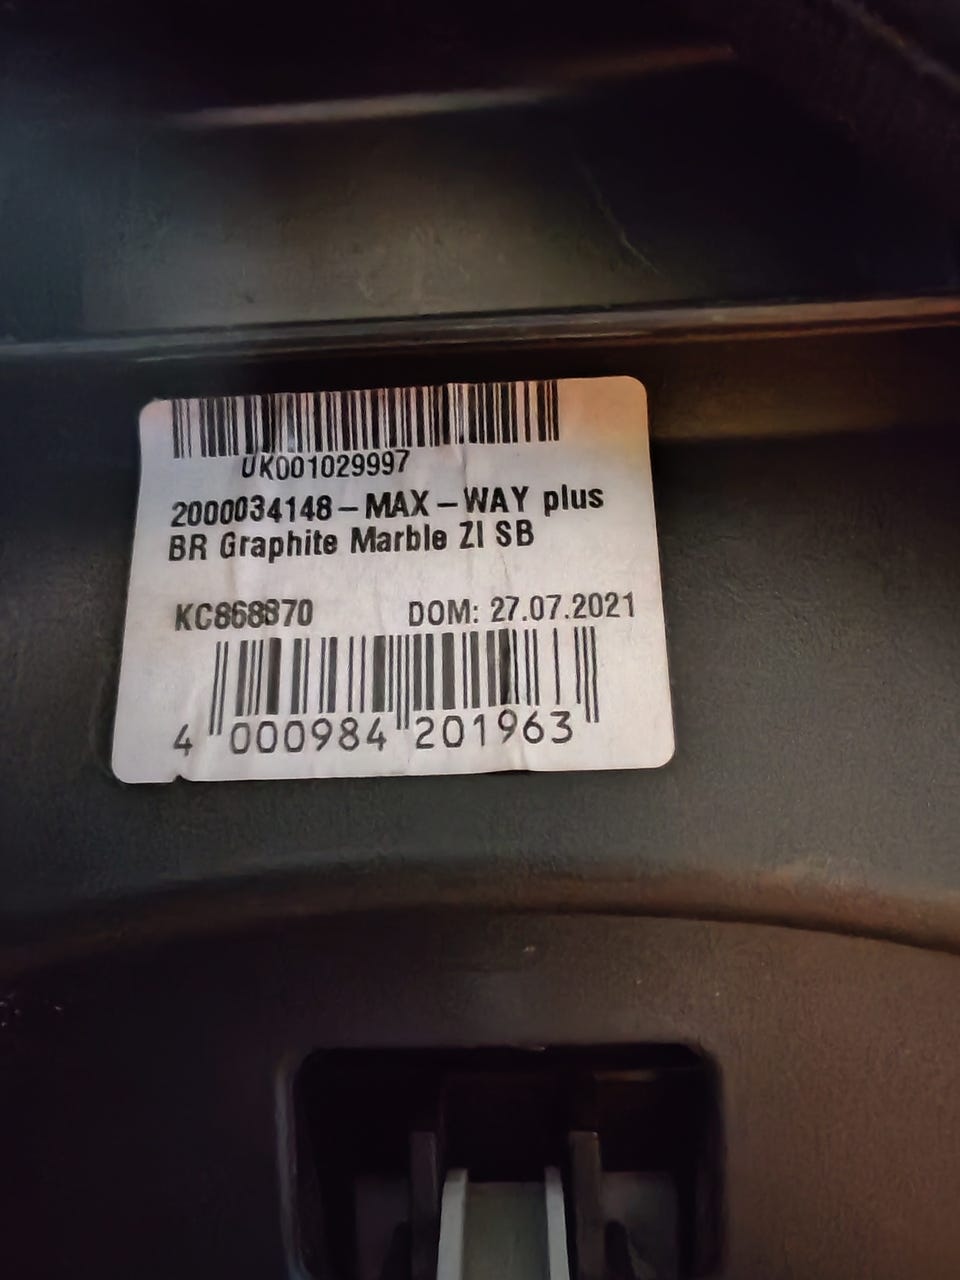 UK001029997
2000034148-MAX-WAY plus
BR Graphite Marble ZI SB
KC868870 DOM: 27.07.2021
4 000984 201963